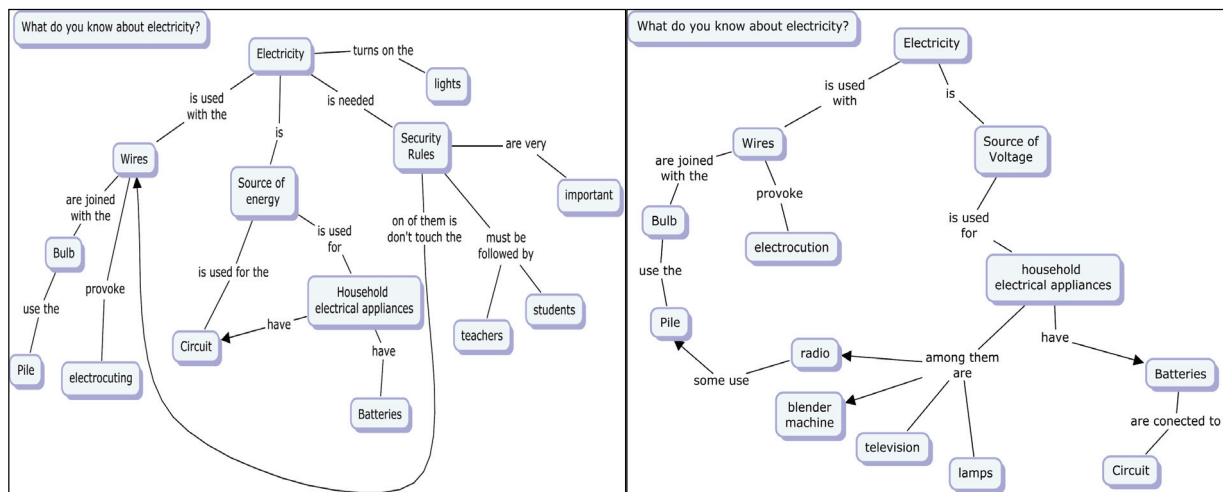 What do you know about electricity?
Electricity
turns on the
lights
is used
with the
is
is needed
Wires
Security
Rules
are very
important
Source of
energy
are joined
with the
Bulb
provoke
use the
Pile
electrocuting
is used for the
is used
for
Household
electrical appliances
have
Circuit
have
Batteries
on of them is
don't touch the
must be
followed by
teachers
students
What do you know about electricity?
Electricity
is used
with
is
Wires
Source of
Voltage
are joined
with the
provoke
Bulb
electrocution
is used
for
use the
household
electrical appliances
Pile
some use
radio
among them
are
have
Batteries
blender
machine
television
lamps
are conected to
Circuit